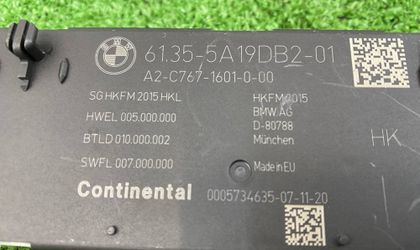 BMW
61.35-5A19DB2-01
A2-C767-1601-0-00
SG HKFM 2015 HKL
HWEL 005.000.000
BTLD 010.000.002
SWFL 007.000.000
HKFM 2015
BMW AG
D-80788
München
Made in EU
HK
Continental
0005734635-07-11-20